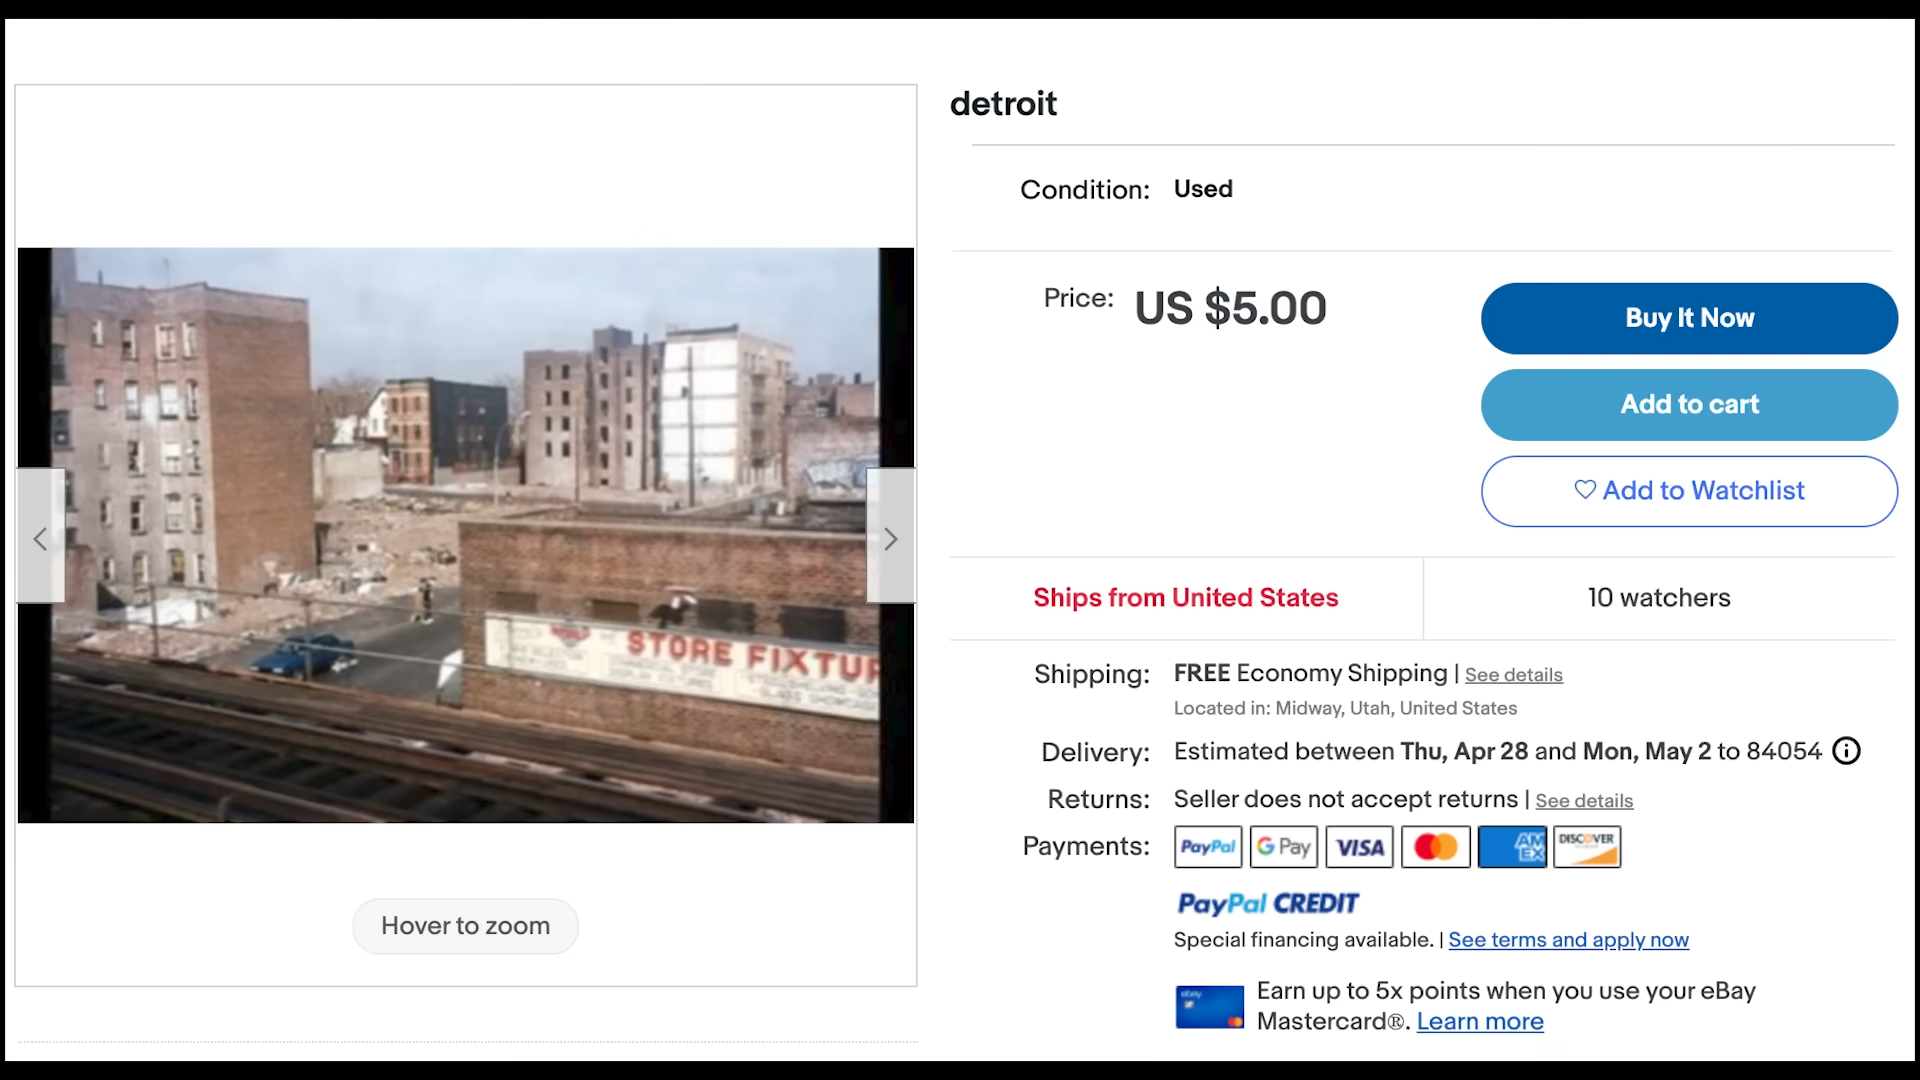 detroit
Condition: Used
Price: US $5.00
Buy It Now
Add to cart
Add to Watchlist
Ships from United States
10 watchers
Shipping: FREE Economy Shipping | See details
Located in: Midway, Utah, United States
Delivery: Estimated between Thu, Apr 28 and Mon, May 2 to 84054
Returns: Seller does not accept returns | See details
Payments: PayPal G Pay VISA AM EX DISCOVER
PayPal CREDIT
Special financing available. | See terms and apply now
ebay
Earn up to 5x points when you use your eBay
Mastercard®. Learn more
STORE FIXTUR
Hover to zoom